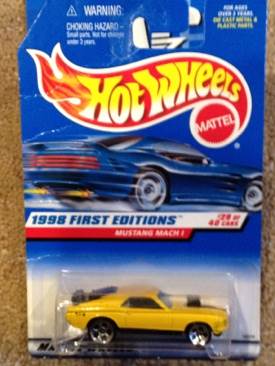 WARNING:
CHOKING HAZARD –
Small parts. Not for children
under 3 years.
FOR AGES
OVER 3 YEARS
DIE CAST METAL &
PLASTIC PARTS.
Hot Wheels
MATTEL
1998 FIRST EDITIONS
#29 OF
40 CARS
MUSTANG MACH I